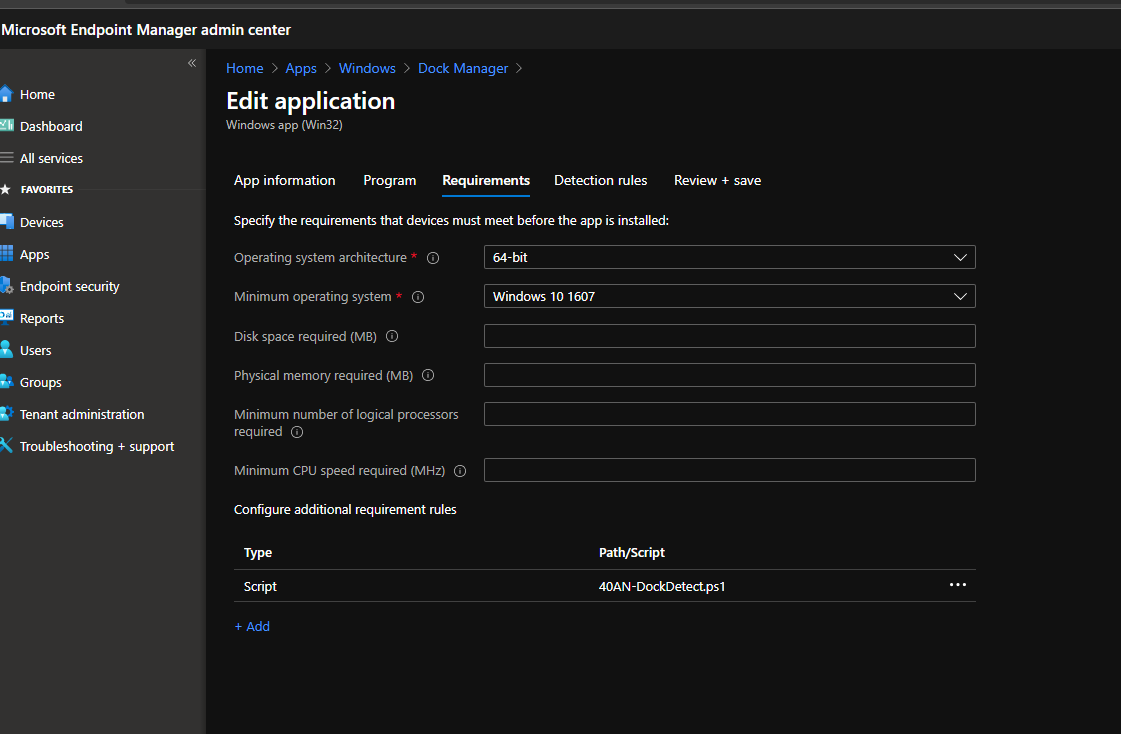 Microsoft Endpoint Manager admin center
«
Home
Dashboard
All services
FAVORITES
Devices
Apps
Endpoint security
Reports
Users
Groups
Tenant administration
Troubleshooting + support
Home > Apps > Windows > Dock Manager >
Edit application
Windows app (Win32)
App information Program Requirements Detection rules Review + save
Specify the requirements that devices must meet before the app is installed:
Operating system architecture * 64-bit
Minimum operating system * Windows 10 1607
Disk space required (MB)
Physical memory required (MB)
Minimum number of logical processors
required
Minimum CPU speed required (MHz)
Configure additional requirement rules
Type Path/Script
Script 40AN-DockDetect.ps1 ...
+ Add